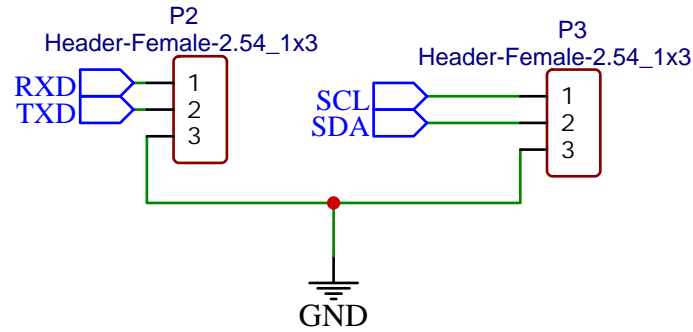 P2
Header-Female-2.54_1x3
RXD
TXD
1
2
3
P3
Header-Female-2.54_1x3
SCL
SDA
1
2
3
GND